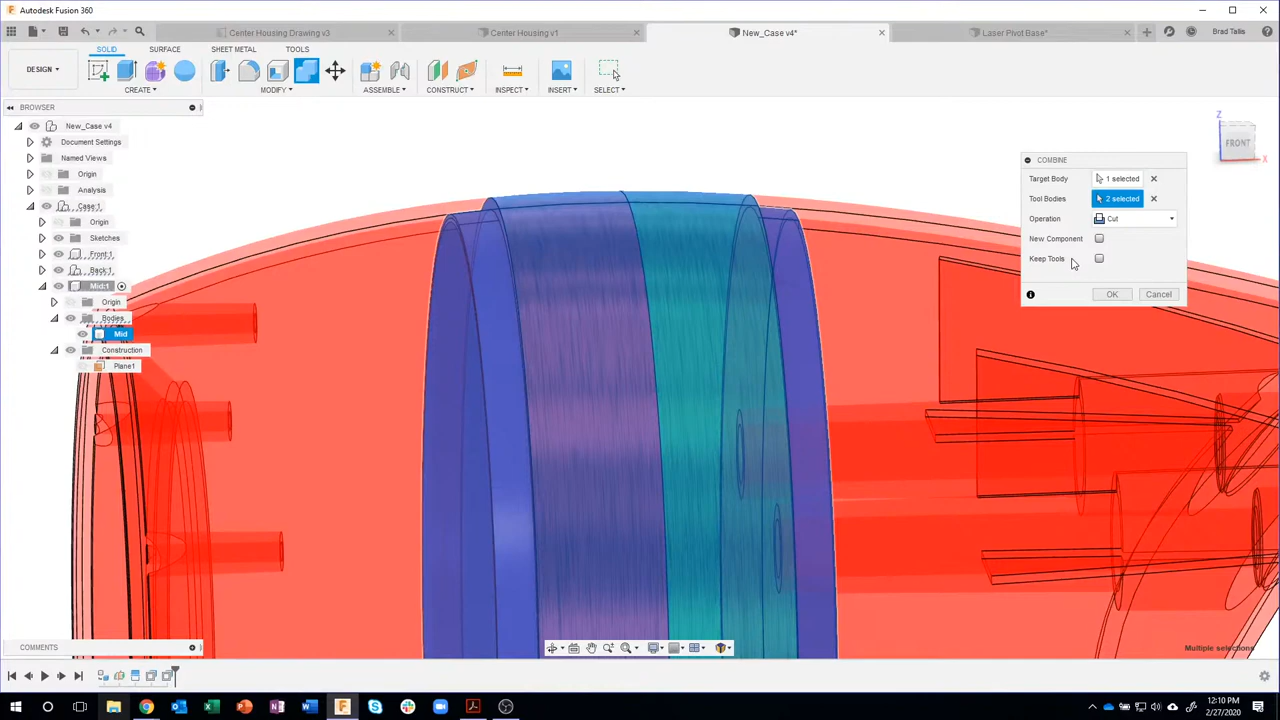 Autodesk Fusion 360
Center Housing Drawing v3
Center Housing v1
New_Case v4*
Laser Pivot Base*
Brad Tallis
SOLID SURFACE SHEET METAL TOOLS
DESIGN
CREATE MODIFY ASSEMBLE CONSTRUCT INSPECT INSERT SELECT
BROWSER
New_Case v4
Document Settings
Named Views
Origin
Analysis
Case:1
Origin
Sketches
Front:1
Back:1
Mid:1
Origin
Bodies
Mid
Construction
Plane1
Z
FRONT
X
COMBINE
Target Body 1 selected
Tool Bodies 2 selected
Operation Cut
New Component
Keep Tools
OK Cancel
COMMENTS
Multiple selections
12:10 PM
2/27/2020